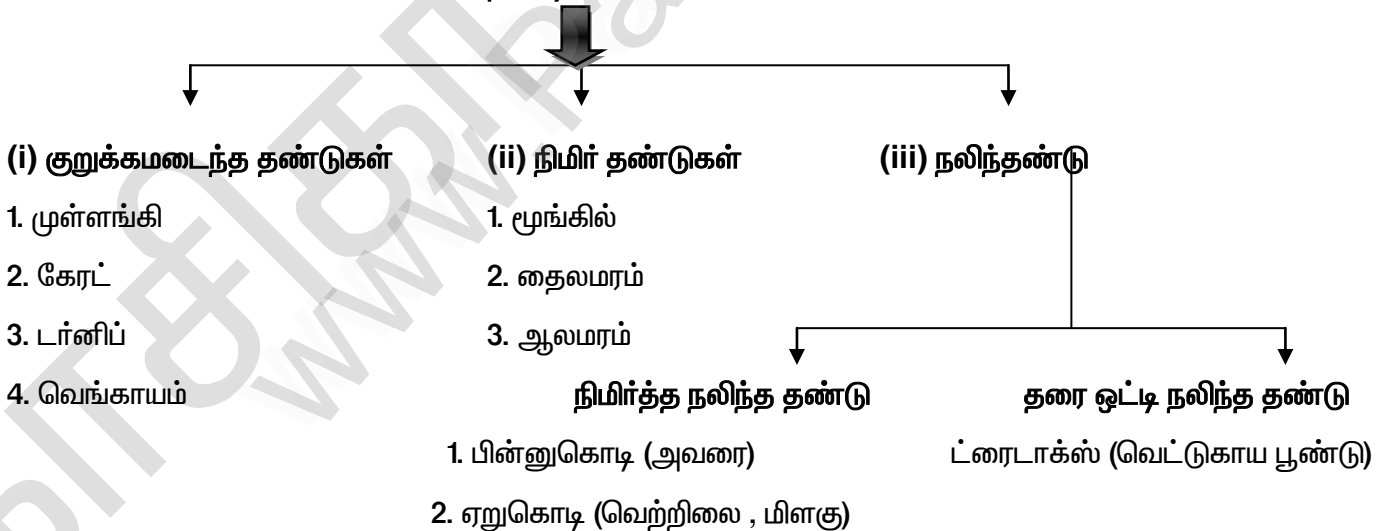 (i) குறுக்கமடைந்த தண்டுகள் (ii) நிமிர் தண்டுகள் (iii) நலிந்தண்டு
1. முள்ளங்கி 1. மூங்கில்
2. கேரட் 2. தைலமரம்
3. டர்னிப் 3. ஆலமரம்
4. வெங்காயம் நிமிர்த்த நலிந்த தண்டு தரை ஒட்டி நலிந்த தண்டு
1. பின்னுகொடி (அவரை) ட்ரைடாக்ஸ் (வெட்டுகாய பூண்டு)
2. ஏறுகொடி (வெற்றிலை , மிளகு)